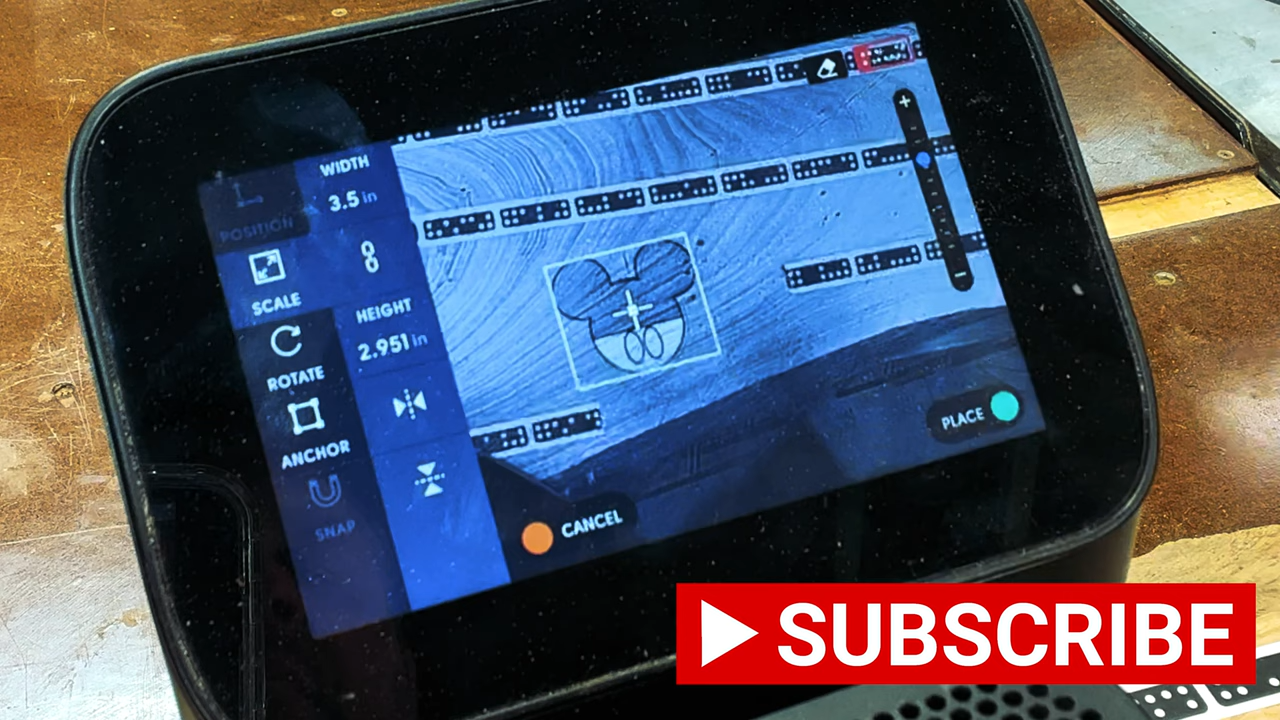 WIDTH
3.5 in
POSITION
SCALE
HEIGHT
2.951 in
ROTATE
ANCHOR
SNAP
PLACE
CANCEL
SUBSCRIBE